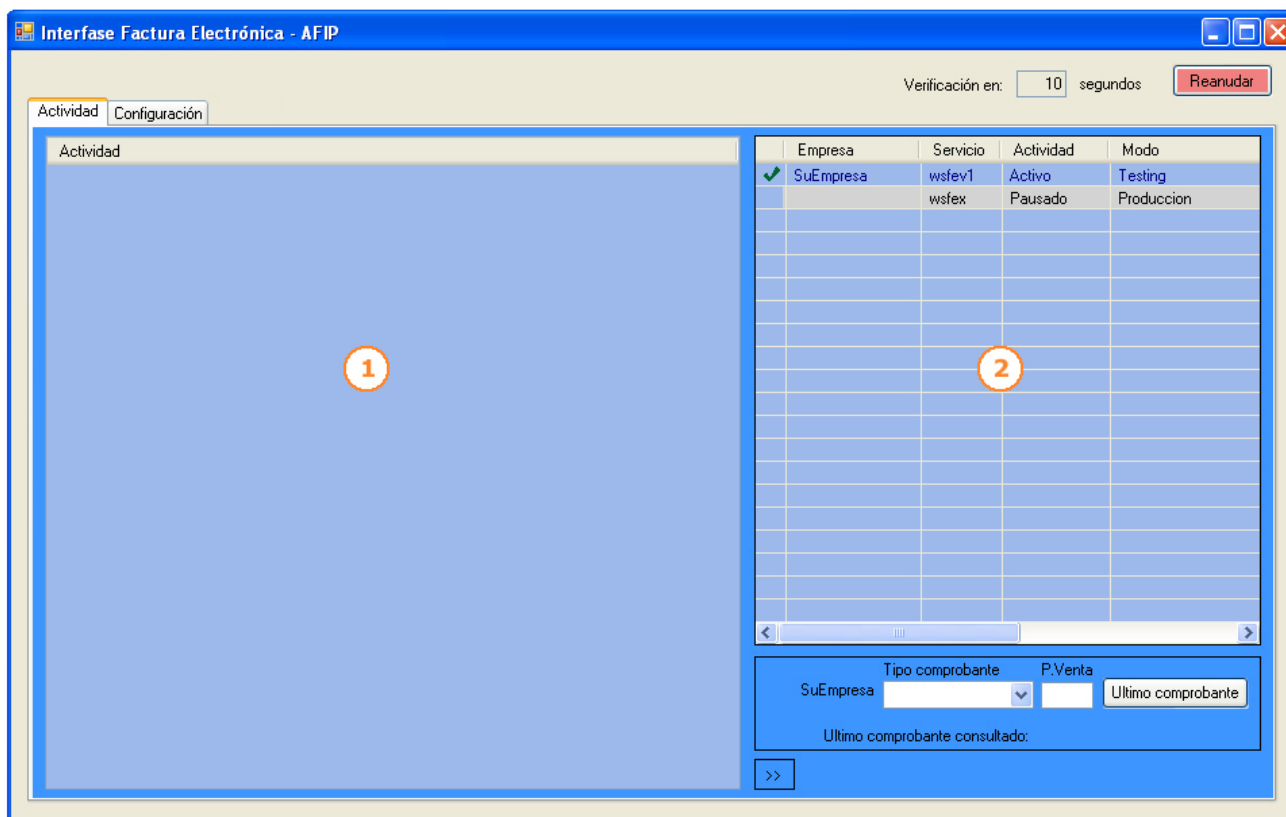 Interfase Factura Electrónica - AFIP
Verificación en: 10 segundos Reanudar
Actividad Configuración
Actividad
Empresa Servicio Actividad Modo
SuEmpresa wsfev1 Activo Testing
wsfex Pausado Produccion
1
2
Tipo comprobante P.Venta
SuEmpresa Ultimo comprobante
Ultimo comprobante consultado:
>>